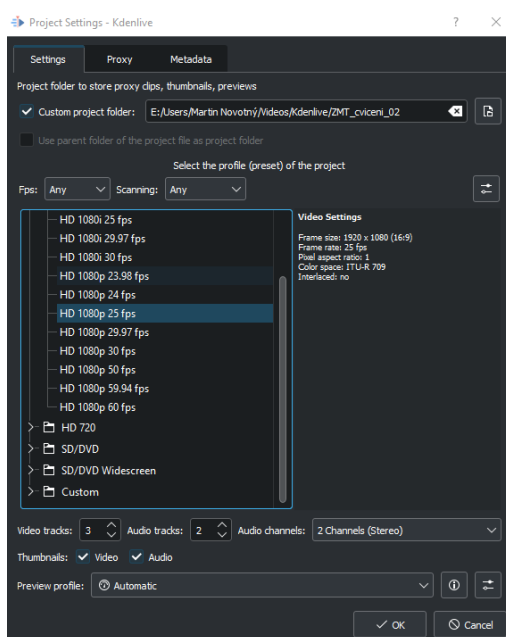 Project Settings - Kdenlive
Settings Proxy Metadata
Project folder to store proxy clips, thumbnails, previews
Custom project folder: E:/Users/Martin Novotný/Videos/Kdenlive/ZMT_cviceni_02
Use parent folder of the project file as project folder
Select the profile (preset) of the project
Fps: Any Scanning: Any
HD 1080i 25 fps
HD 1080i 29.97 fps
HD 1080i 30 fps
HD 1080p 23.98 fps
HD 1080p 24 fps
HD 1080p 25 fps
HD 1080p 29.97 fps
HD 1080p 30 fps
HD 1080p 50 fps
HD 1080p 59.94 fps
HD 1080p 60 fps
HD 720
SD/DVD
SD/DVD Widescreen
Custom
Video Settings
Frame size: 1920 x 1080 (16:9)
Frame rate: 25 fps
Pixel aspect ratio: 1
Color space: ITU-R 709
Interlaced: no
Video tracks: 3 Audio tracks: 2 Audio channels: 2 Channels (Stereo)
Thumbnails: Video Audio
Preview profile: Automatic
OK Cancel